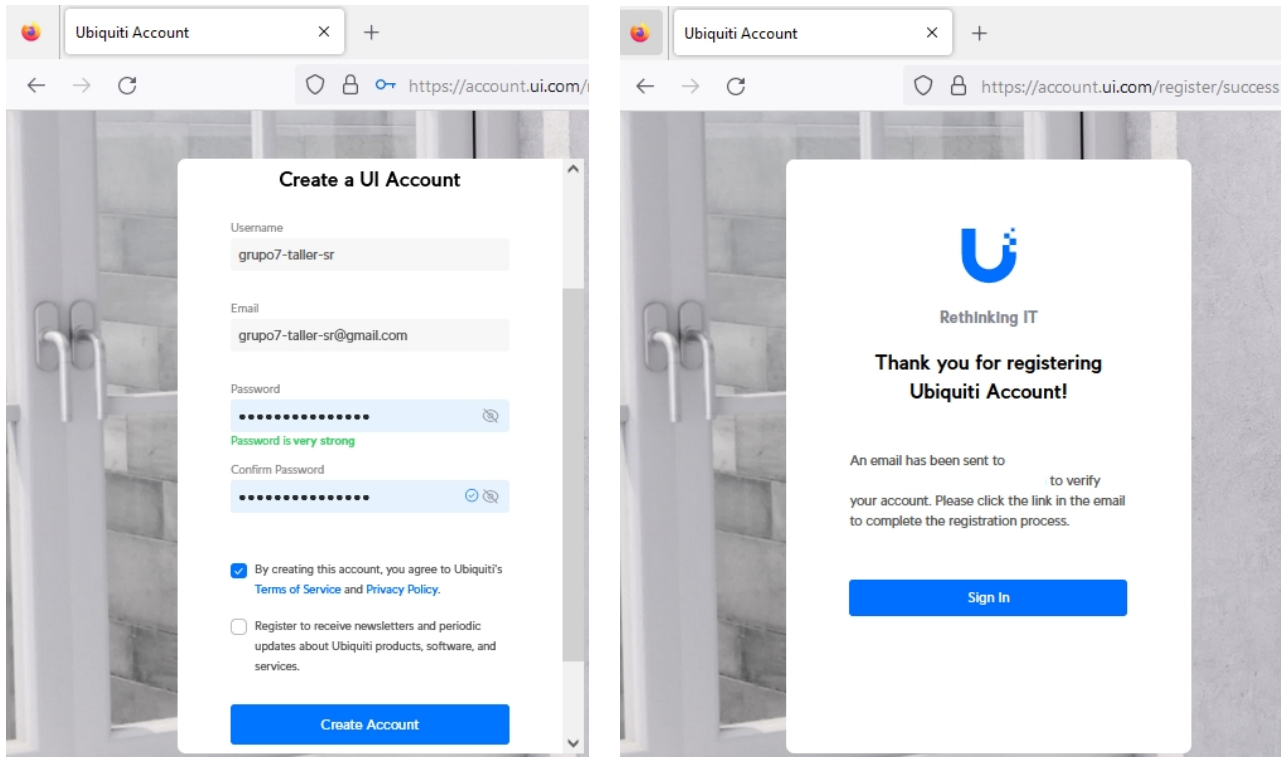 Ubiquiti Account
https://account.ui.com/
Create a UI Account
Username
grupo7-taller-sr
Email
grupo7-taller-sr@gmail.com
Password
Password is very strong
Confirm Password
By creating this account, you agree to Ubiquiti's
Terms of Service and Privacy Policy.
Register to receive newsletters and periodic
updates about Ubiquiti products, software, and
services.
Create Account
Ubiquiti Account
https://account.ui.com/register/success
Rethinking IT
Thank you for registering
Ubiquiti Account!
An email has been sent to
to verify
your account. Please click the link in the email
to complete the registration process.
Sign In